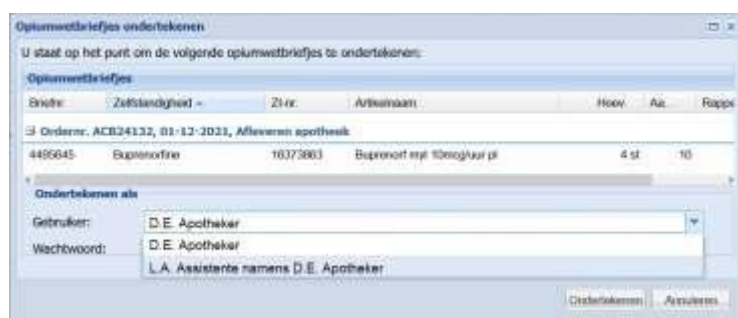 Opiumwetbriefjes ondertekenen
U staat op het punt om de volgende opiumwetbriefjes te ondertekenen:
Opiumwetbriefjes
Briefnr. Zelfstandigheid ZI-nr. Artikelnaam Hoev. Aa... Rappe
Ordernr. ACB24132, 01-12-2021, Afleveren apotheek
4495645 Buprenorfine 16373863 Buprenorf myl 10mcg/uur pl 4 st 10
Ondertekenen als
Gebruiker: D.E. Apotheker
D.E. Apotheker
Wachtwoord:
L.A. Assistente namens D.E. Apotheker
Ondertekenen Annuleren